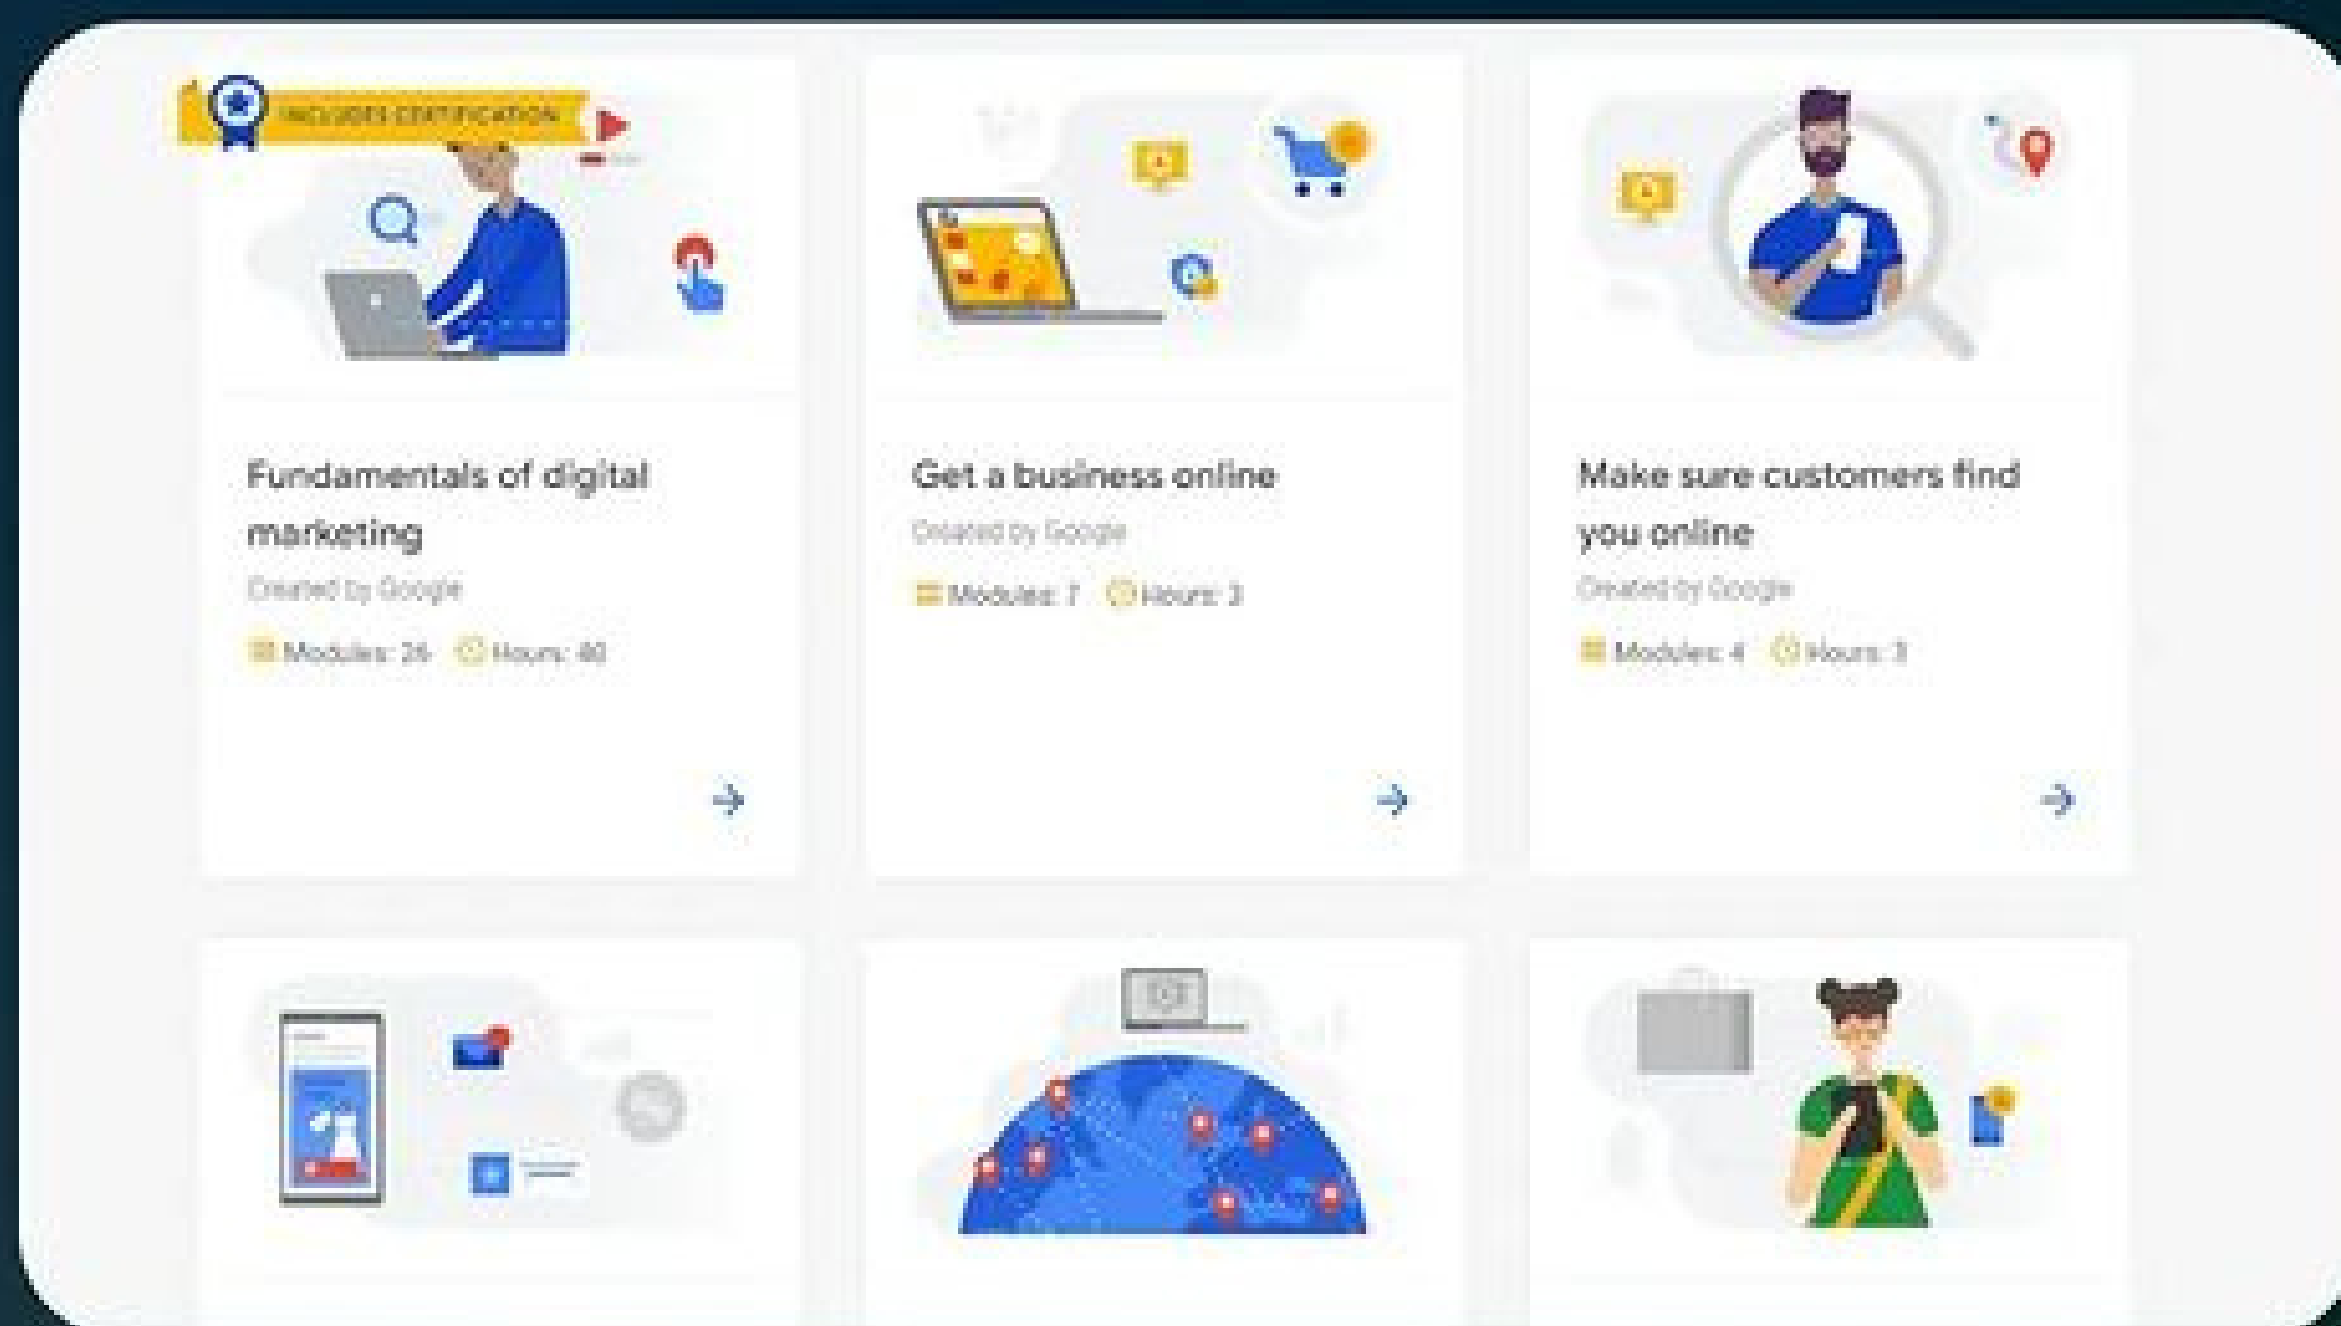 INCLUDES CERTIFICATION
Fundamentals of digital
marketing
Created by Google
Modules: 26 Hours: 40
Get a business online
Created by Google
Modules: 7 Hours: 3
Make sure customers find
you online
Created by Google
Modules: 4 Hours: 3